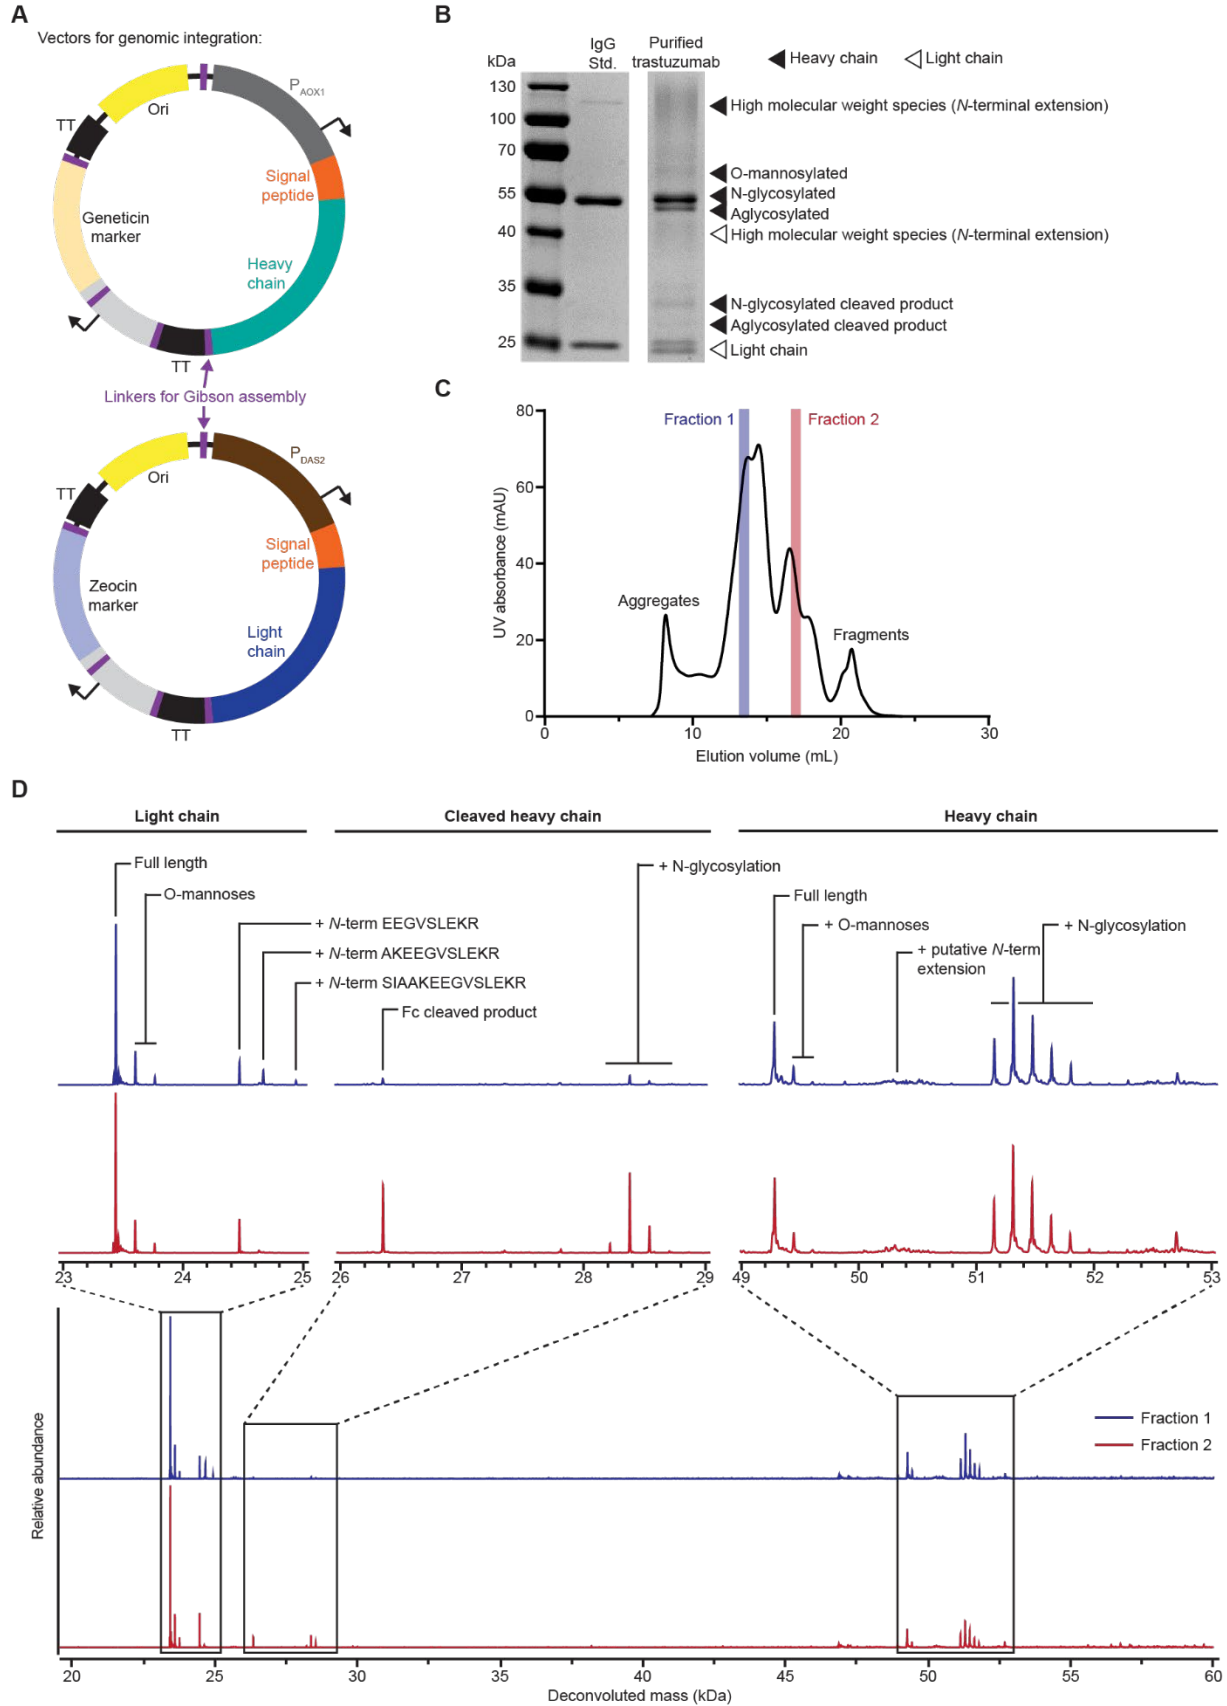 A
Vectors for genomic integration:
P AOX1
Ori
TT
Signal
peptide
Geneticin
marker
Heavy
chain
TT
Linkers for Gibson assembly
P DAS2
Ori
TT
Signal
peptide
Zeocin
marker
Light
chain
TT
B
IgG
Std.
Purified
trastuzumab
Heavy chain
Light chain
kDa
130
100
70
55
40
35
25
High molecular weight species (N-terminal extension)
O-mannosylated
N-glycosylated
Aglycosylated
High molecular weight species (N-terminal extension)
N-glycosylated cleaved product
Aglycosylated cleaved product
Light chain
C
80
60
40
20
0
UV absorbance (mAU)
Fraction 1
Fraction 2
Aggregates
Fragments
0 10 20 30
Elution volume (mL)
D
Light chain
Cleaved heavy chain
Heavy chain
Full length
O-mannoses
+ N-term EEGVSLEKR
+ N-term AKEEGVSLEKR
+ N-term SIAAKEEGVSLEKR
Fc cleaved product
+ N-glycosylation
Full length
+ O-mannoses
+ putative N-term
extension
+ N-glycosylation
23 24 25
26 27 28 29
49 50 51 52 53
Relative abundance
Fraction 1
Fraction 2
20 25 30 35 40 45 50 55 60
Deconvoluted mass (kDa)